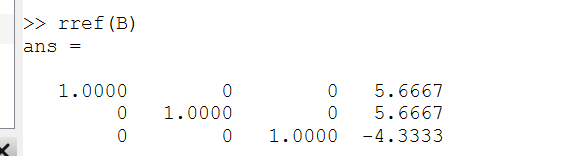 >> rref(B)
ans =
1.0000 0 0 5.6667
0 1.0000 0 5.6667
0 0 1.0000 -4.3333